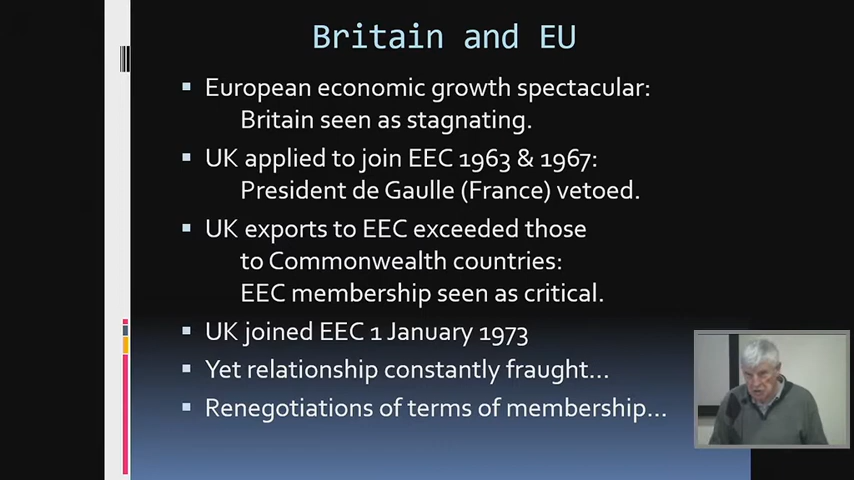 Britain and EU
▪ European economic growth spectacular:
Britain seen as stagnating.
▪ UK applied to join EEC 1963 & 1967:
President de Gaulle (France) vetoed.
▪ UK exports to EEC exceeded those
to Commonwealth countries:
EEC membership seen as critical.
▪ UK joined EEC 1 January 1973
▪ Yet relationship constantly fraught...
▪ Renegotiations of terms of membership...